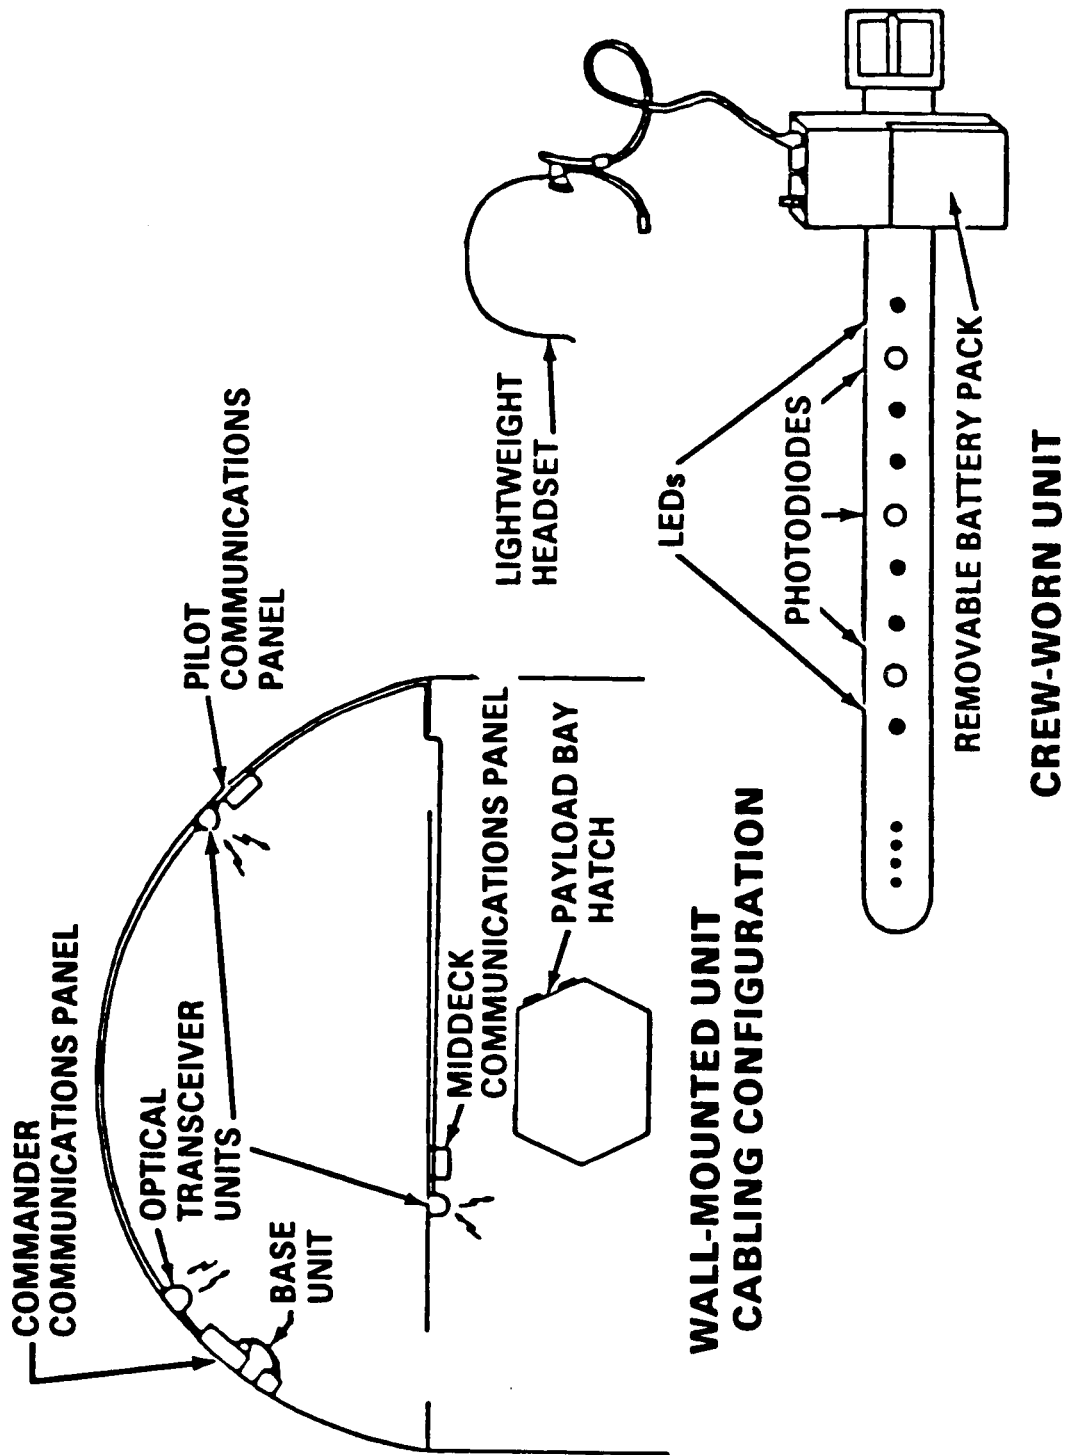 COMMANDER
COMMUNICATIONS PANEL
OPTICAL
TRANSCEIVER
UNITS
BASE
UNIT
PILOT
COMMUNICATIONS
PANEL
MIDDECK
COMMUNICATIONS PANEL
PAYLOAD BAY
HATCH
WALL-MOUNTED UNIT
CABLING CONFIGURATION
LIGHTWEIGHT
HEADSET
LEDs
PHOTODIODES
REMOVABLE BATTERY PACK
CREW-WORN UNIT